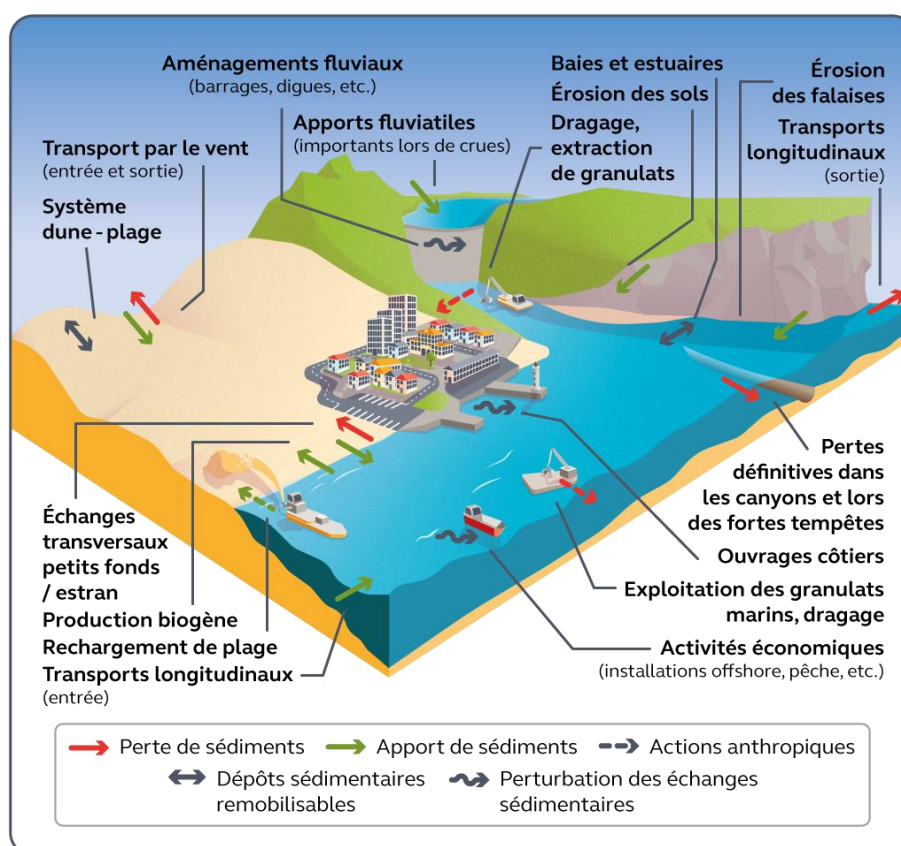 Aménagements fluviaux
(barrages, digues, etc.)
Apports fluviatiles
(importants lors de crues)
Baies et estuaires
Érosion des sols
Dragage,
extraction
de granulats
Érosion
des falaises
Transports
longitudinaux
(sortie)
Transport par le vent
(entrée et sortie)
Système
dune - plage
Échanges
transversaux
petits fonds
/ estran
Production biogène
Rechargement de plage
Transports longitudinaux
(entrée)
Pertes
définitives dans
les canyons et lors
des fortes tempêtes
Ouvrages côtiers
Exploitation des granulats
marins, dragage
Activités économiques
(installations offshore, pêche, etc.)
Perte de sédiments
Apport de sédiments
Actions anthropiques
Dépôts sédimentaires
remobilisables
Perturbation des échanges
sédimentaires